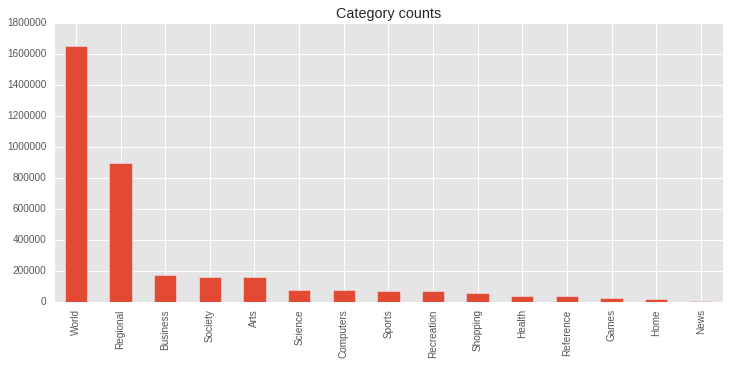 Category counts
1800000
1600000
1400000
1200000
1000000
800000
600000
400000
200000
0
World
Regional
Business
Society
Arts
Science
Computers
Sports
Recreation
Shopping
Health
Reference
Games
Home
News